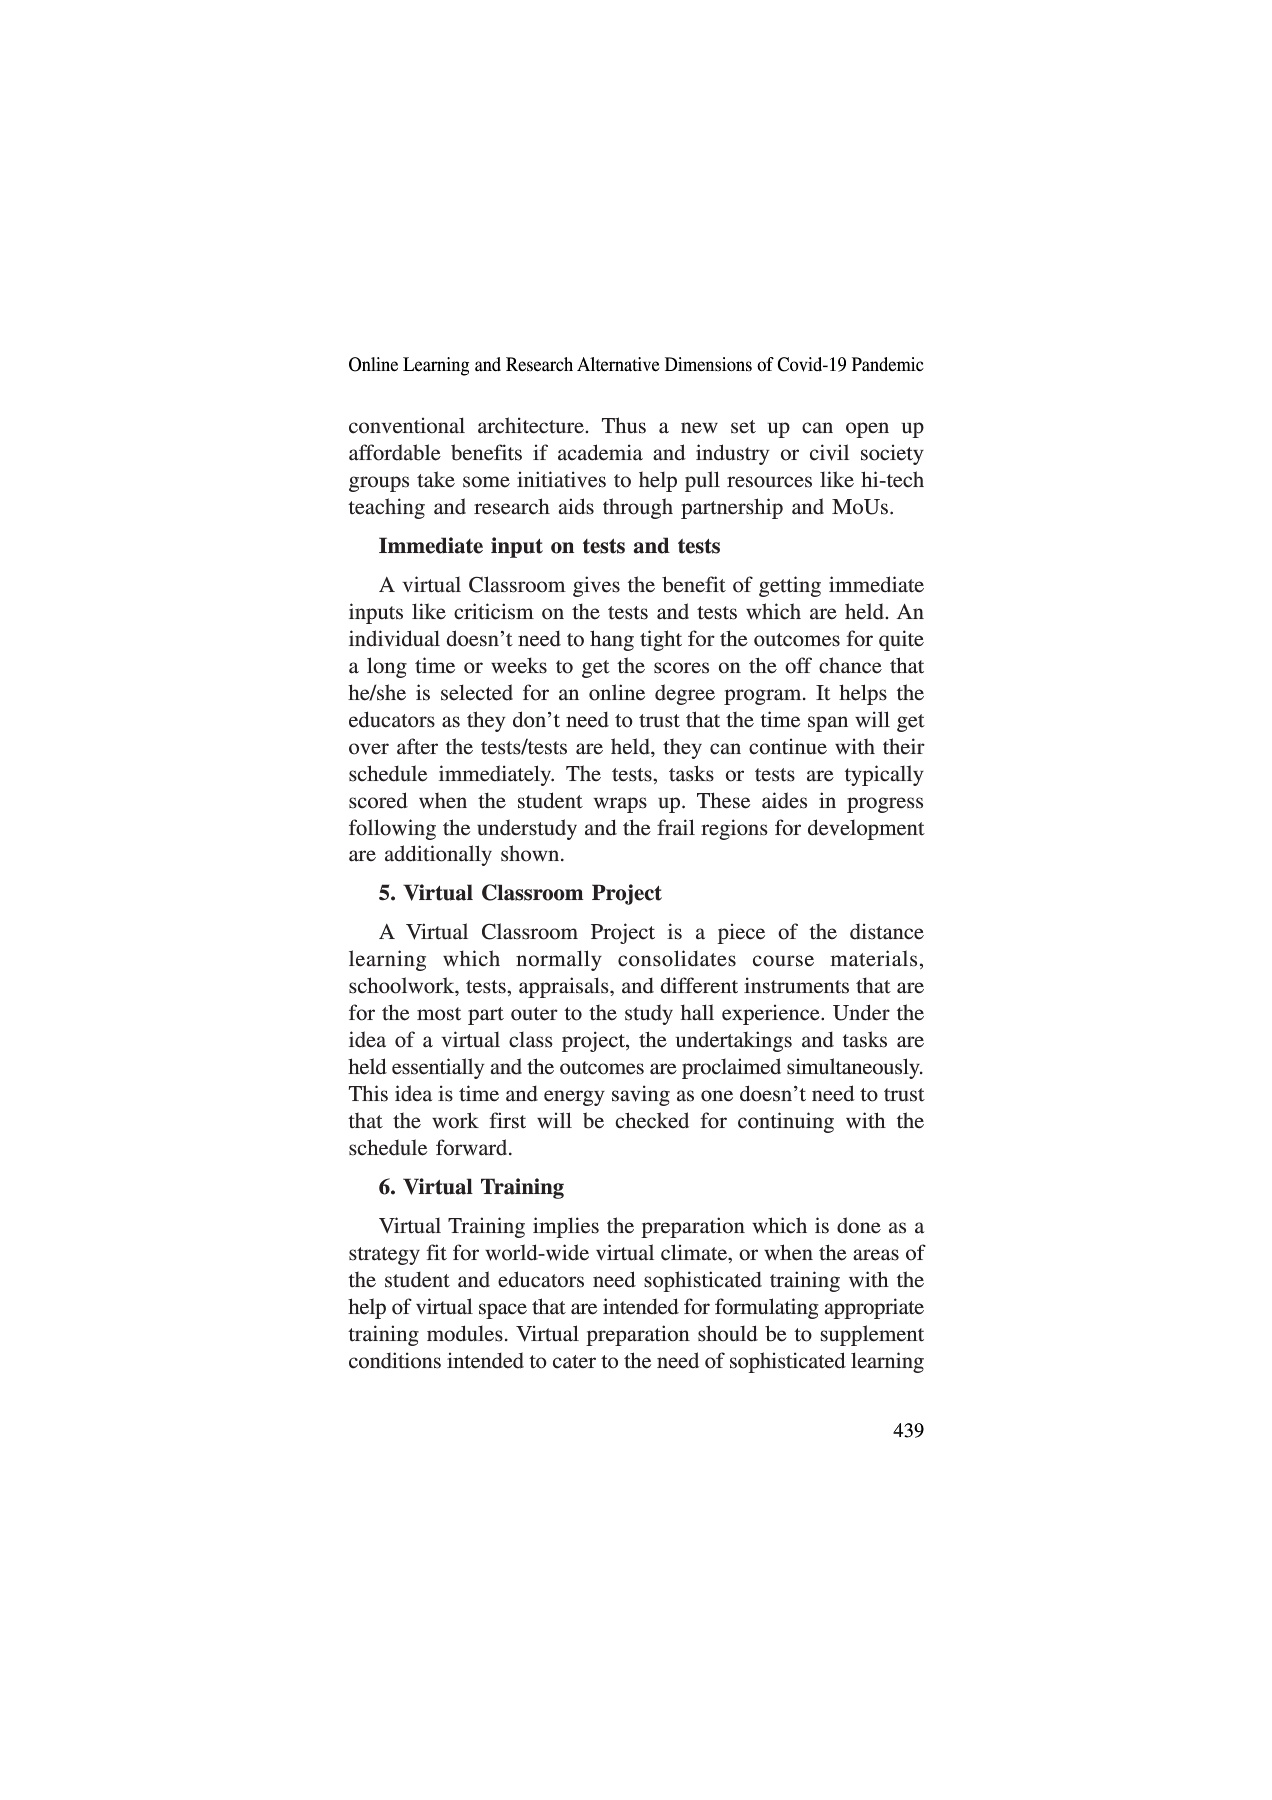 Online Learning and Research Alternative Dimensions of Covid-19 Pandemic
conventional architecture. Thus a new set up can open up
affordable benefits if academia and industry or civil society
groups take some initiatives to help pull resources like hi-tech
teaching and research aids through partnership and MoUs.
Immediate input on tests and tests
A virtual Classroom gives the benefit of getting immediate
inputs like criticism on the tests and tests which are held. An
individual doesn’t need to hang tight for the outcomes for quite
a long time or weeks to get the scores on the off chance that
he/she is selected for an online degree program. It helps the
educators as they don’t need to trust that the time span will get
over after the tests/tests are held, they can continue with their
schedule immediately. The tests, tasks or tests are typically
scored when the student wraps up. These aides in progress
following the understudy and the frail regions for development
are additionally shown.
5. Virtual Classroom Project
A Virtual Classroom Project is a piece of the distance
learning which normally consolidates course materials,
schoolwork, tests, appraisals, and different instruments that are
for the most part outer to the study hall experience. Under the
idea of a virtual class project, the undertakings and tasks are
held essentially and the outcomes are proclaimed simultaneously.
This idea is time and energy saving as one doesn’t need to trust
that the work first will be checked for continuing with the
schedule forward.
6. Virtual Training
Virtual Training implies the preparation which is done as a
strategy fit for world-wide virtual climate, or when the areas of
the student and educators need sophisticated training with the
help of virtual space that are intended for formulating appropriate
training modules. Virtual preparation should be to supplement
conditions intended to cater to the need of sophisticated learning
439